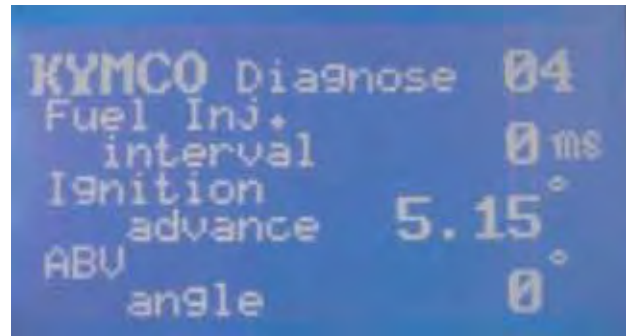 KYMCO Diagnose 04
Fuel Inj.
interval 0 ms
Ignition
advance 5.15°
ABV
angle 0°